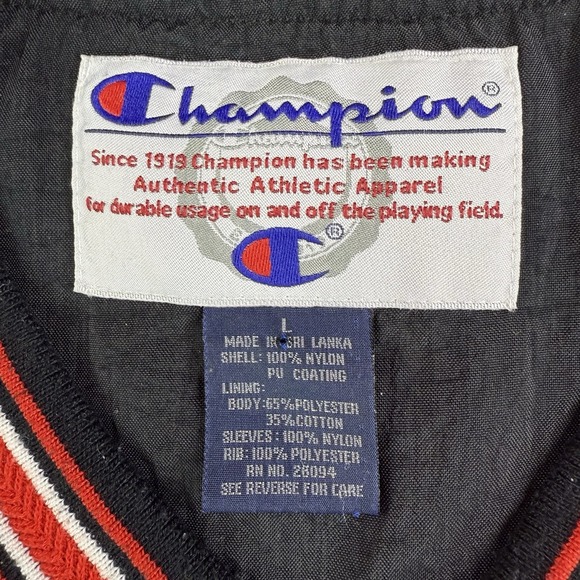 Champion®
Champion
Since 1919 Champion has been making
Authentic Athletic Apparel
for durable usage on and off the playing field.
®
L
MADE IN SRI LANKA
SHELL: 100% NYLON
PU COATING
LINING:
BODY: 65% POLYESTER
35% COTTON
SLEEVES: 100% NYLON
RIB: 100% POLYESTER
RN NO. 26094
SEE REVERSE FOR CARE